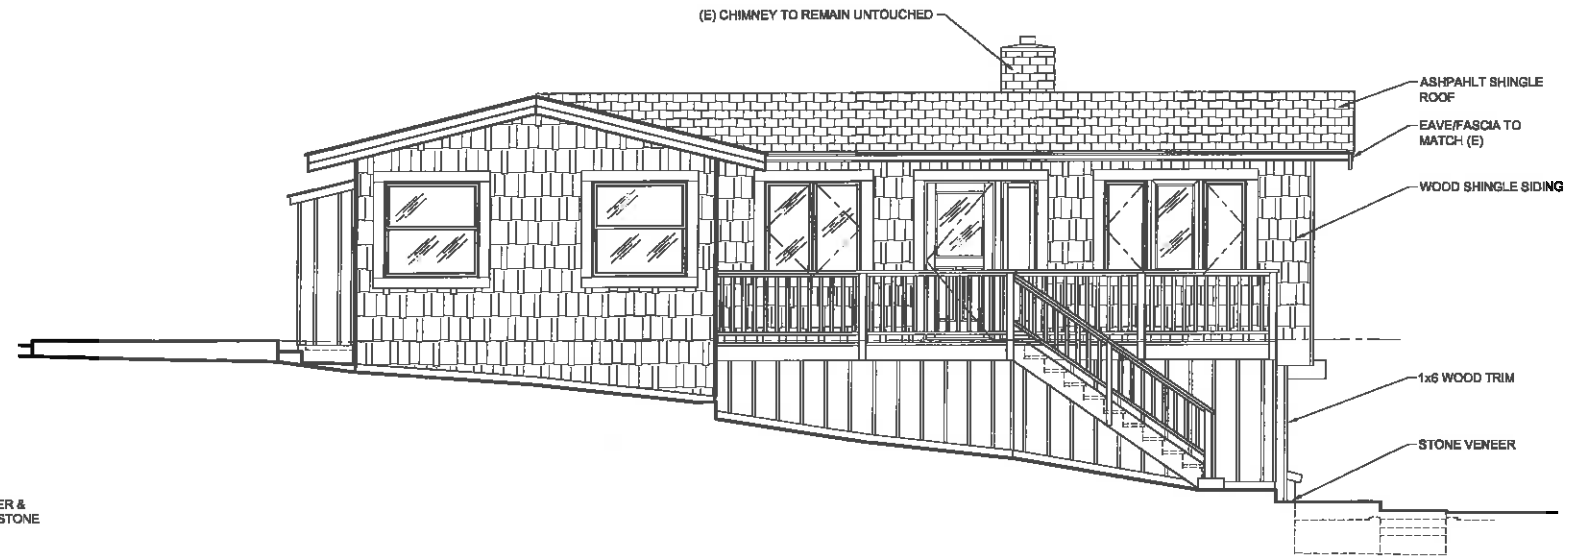 (E) CHIMNEY TO REMAIN UNTOUCHED
ASHPAHLT SHINGLE
ROOF
EAVE/FASCIA TO
MATCH (E)
WOOD SHINGLE SIDING
1x6 WOOD TRIM
STONE VENEER
ER &
STONE